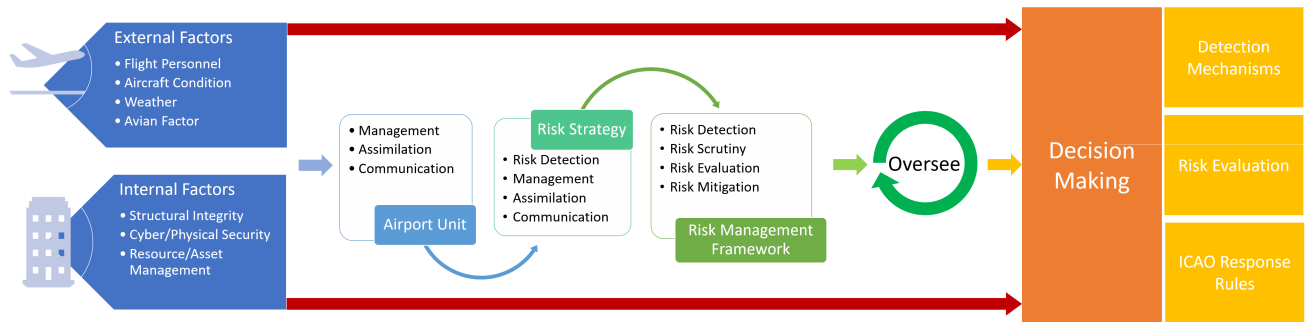 External Factors
• Flight Personnel
• Aircraft Condition
• Weather
• Avian Factor
Internal Factors
• Structural Integrity
• Cyber/Physical Security
• Resource/Asset
Management
• Management
• Assimilation
• Communication
Airport Unit
Risk Strategy
• Risk Detection
• Management
• Assimilation
• Communication
• Risk Detection
• Risk Scrutiny
• Risk Evaluation
• Risk Mitigation
Risk Management
Framework
Oversee
Decision
Making
Detection
Mechanisms
Risk Evaluation
ICAO Response
Rules